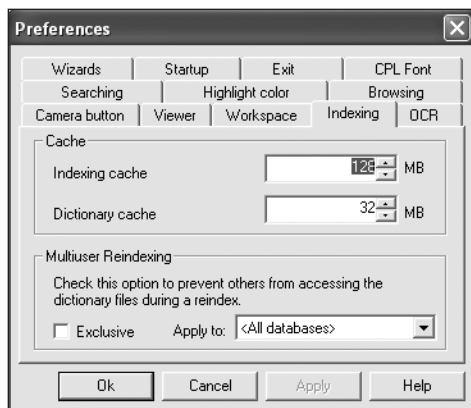 Preferences
Wizards Startup Exit CPL Font
Searching Highlight color Browsing
Camera button Viewer Workspace Indexing OCR
Cache
Indexing cache 128 MB
Dictionary cache 32 MB
Multiuser Reindexing
Check this option to prevent others from accessing the
dictionary files during a reindex.
Exclusive Apply to: <All databases>
Ok Cancel Apply Help